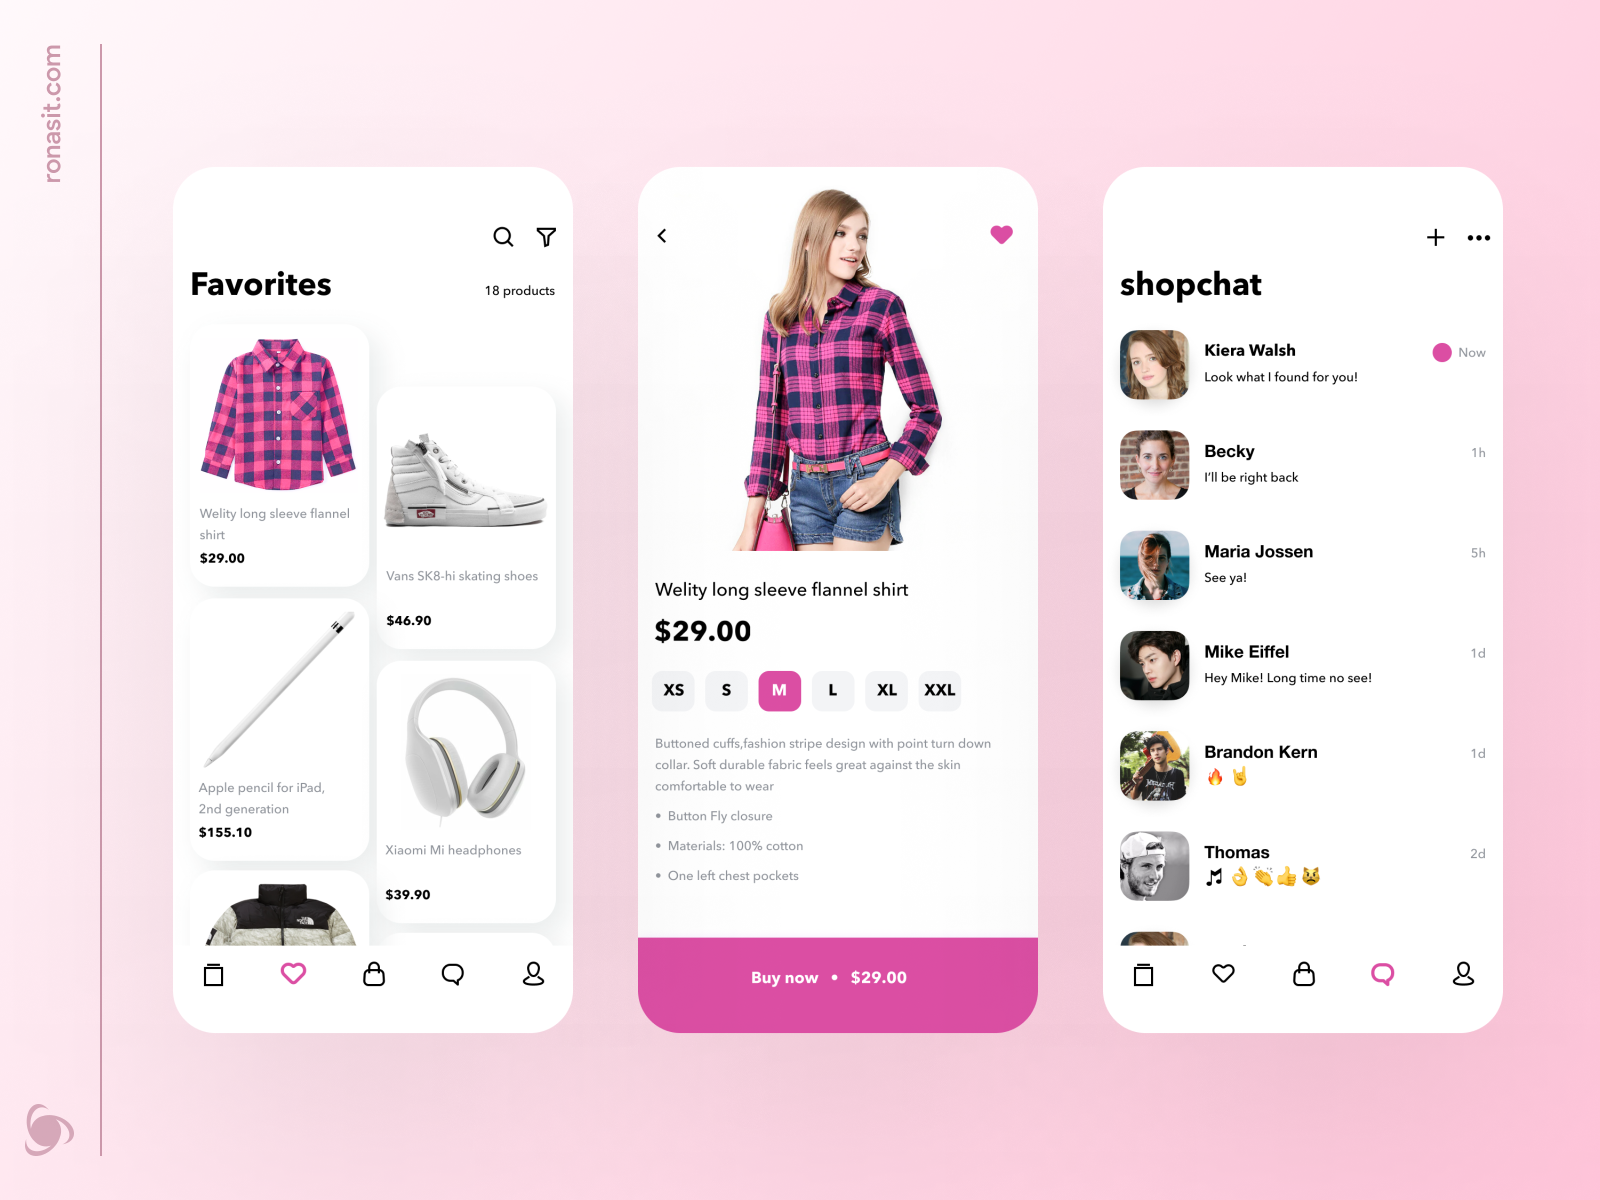 ronasit.com
Favorites
18 products
Welity long sleeve flannel
shirt
$29.00
Vans SK8-hi skating shoes
$46.90
Apple pencil for iPad,
2nd generation
$155.10
Xiaomi Mi headphones
$39.90
Welity long sleeve flannel shirt
$29.00
XS S M L XL XXL
Buttoned cuffs,fashion stripe design with point turn down
collar. Soft durable fabric feels great against the skin
comfortable to wear
• Button Fly closure
• Materials: 100% cotton
• One left chest pockets
Buy now • $29.00
shopchat
Kiera Walsh
Now
Look what I found for you!
Becky
1h
I'll be right back
Maria Jossen
5h
See ya!
Mike Eiffel
1d
Hey Mike! Long time no see!
Brandon Kern
1d
🔥 🤘
Thomas
2d
🎵 👌 👏 👍 😼